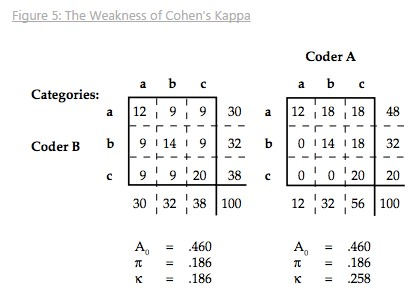 Figure 5: The Weakness of Cohen's Kappa
Coder A
a b c a b c
Categories:
a 12 9 9 30 a 12 18 18 48
Coder B b 9 14 9 32 b 0 14 18 32
c 9 9 20 38 c 0 0 20 20
30 32 38 100 12 32 56 100
A₀ = .460 A₀ = .460
π = .186 π = .186
κ = .186 κ = .258